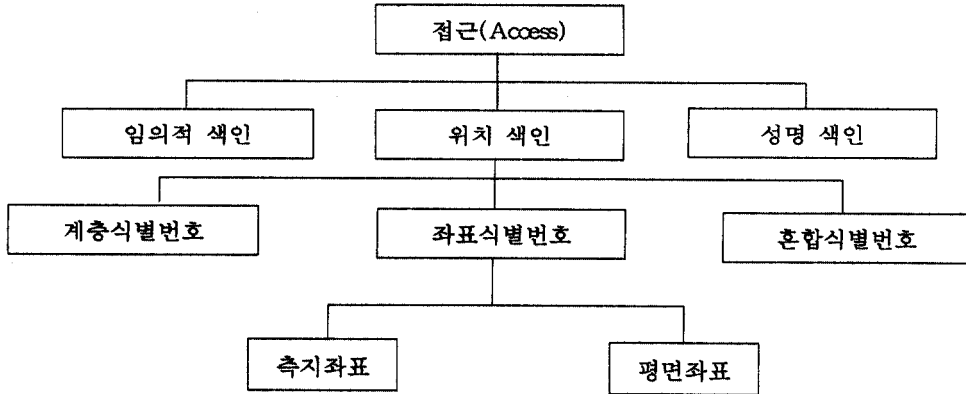 접근(Access)
임의적 색인
위치 색인
성명 색인
계층식별번호
좌표식별번호
혼합식별번호
측지좌표
평면좌표